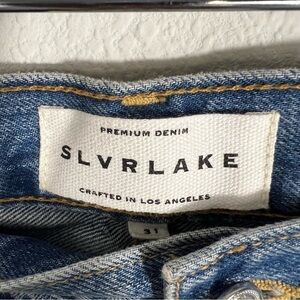 PREMIUM DENIM
SLVRLAKE
CRAFTED IN LOS ANGELES
31